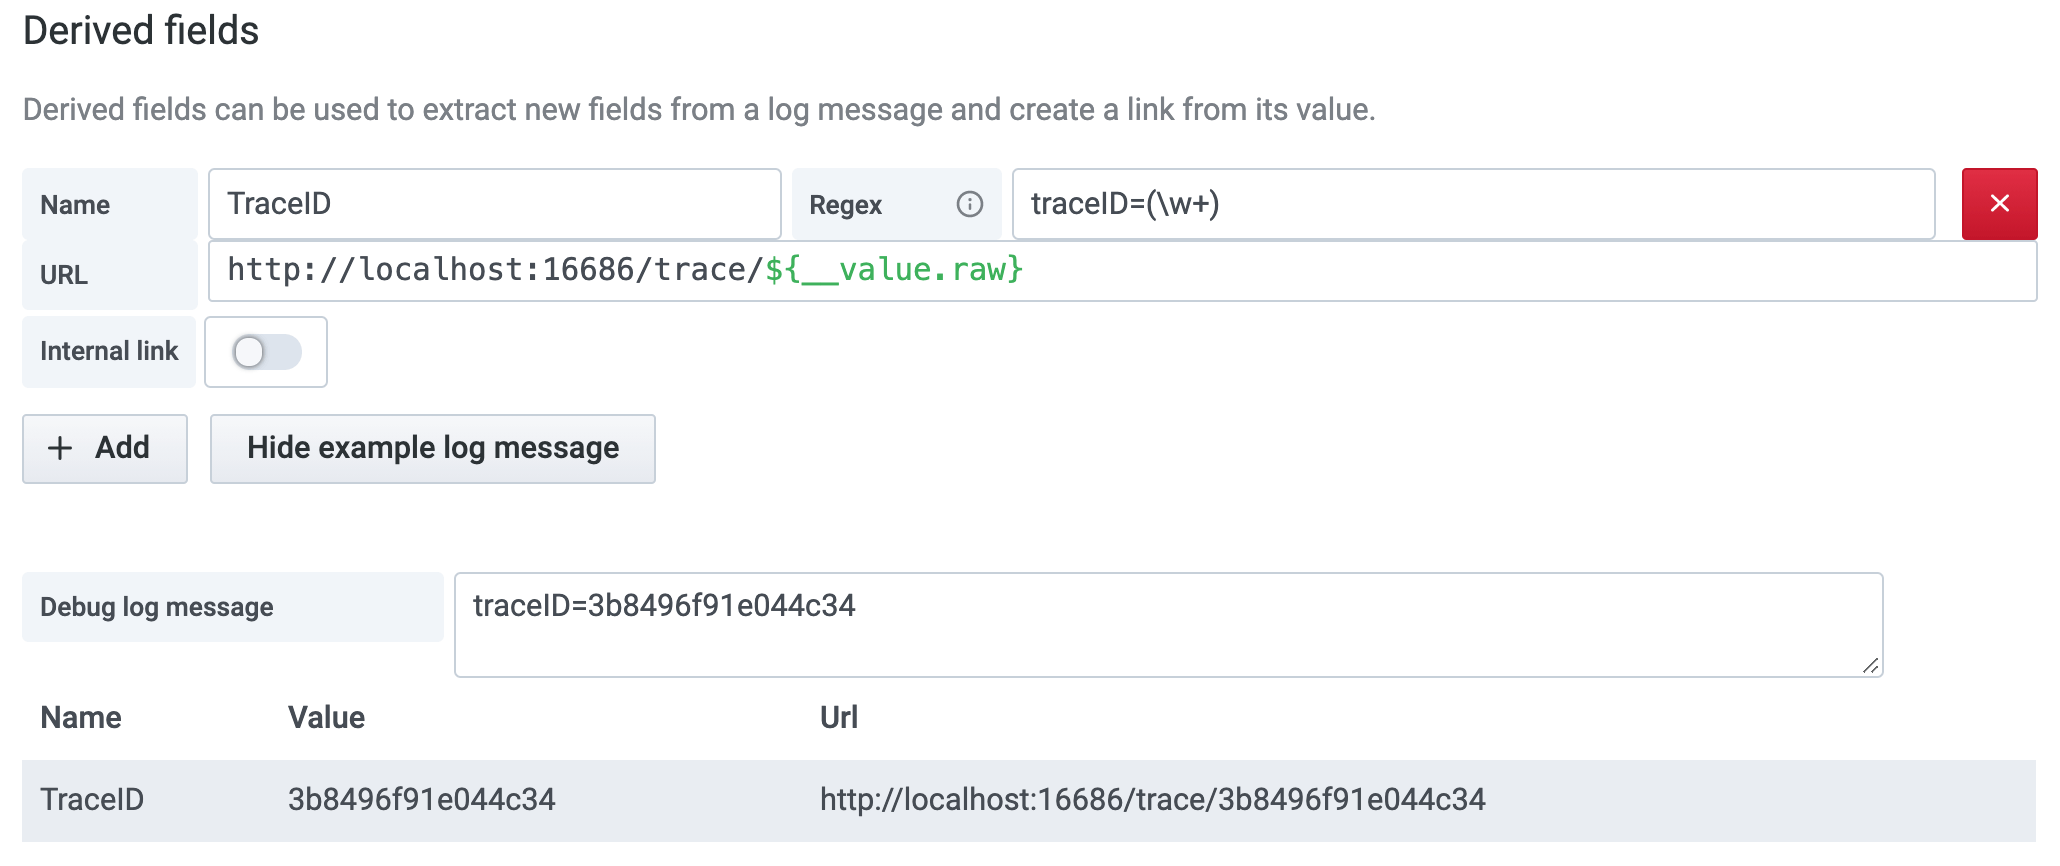 Derived fields
Derived fields can be used to extract new fields from a log message and create a link from its value.
Name TraceID Regex traceID=(\w+)
URL http://localhost:16686/trace/${__value.raw}
Internal link
Add Hide example log message
Debug log message traceID=3b8496f91e044c34
Name Value Url
TraceID 3b8496f91e044c34 http://localhost:16686/trace/3b8496f91e044c34